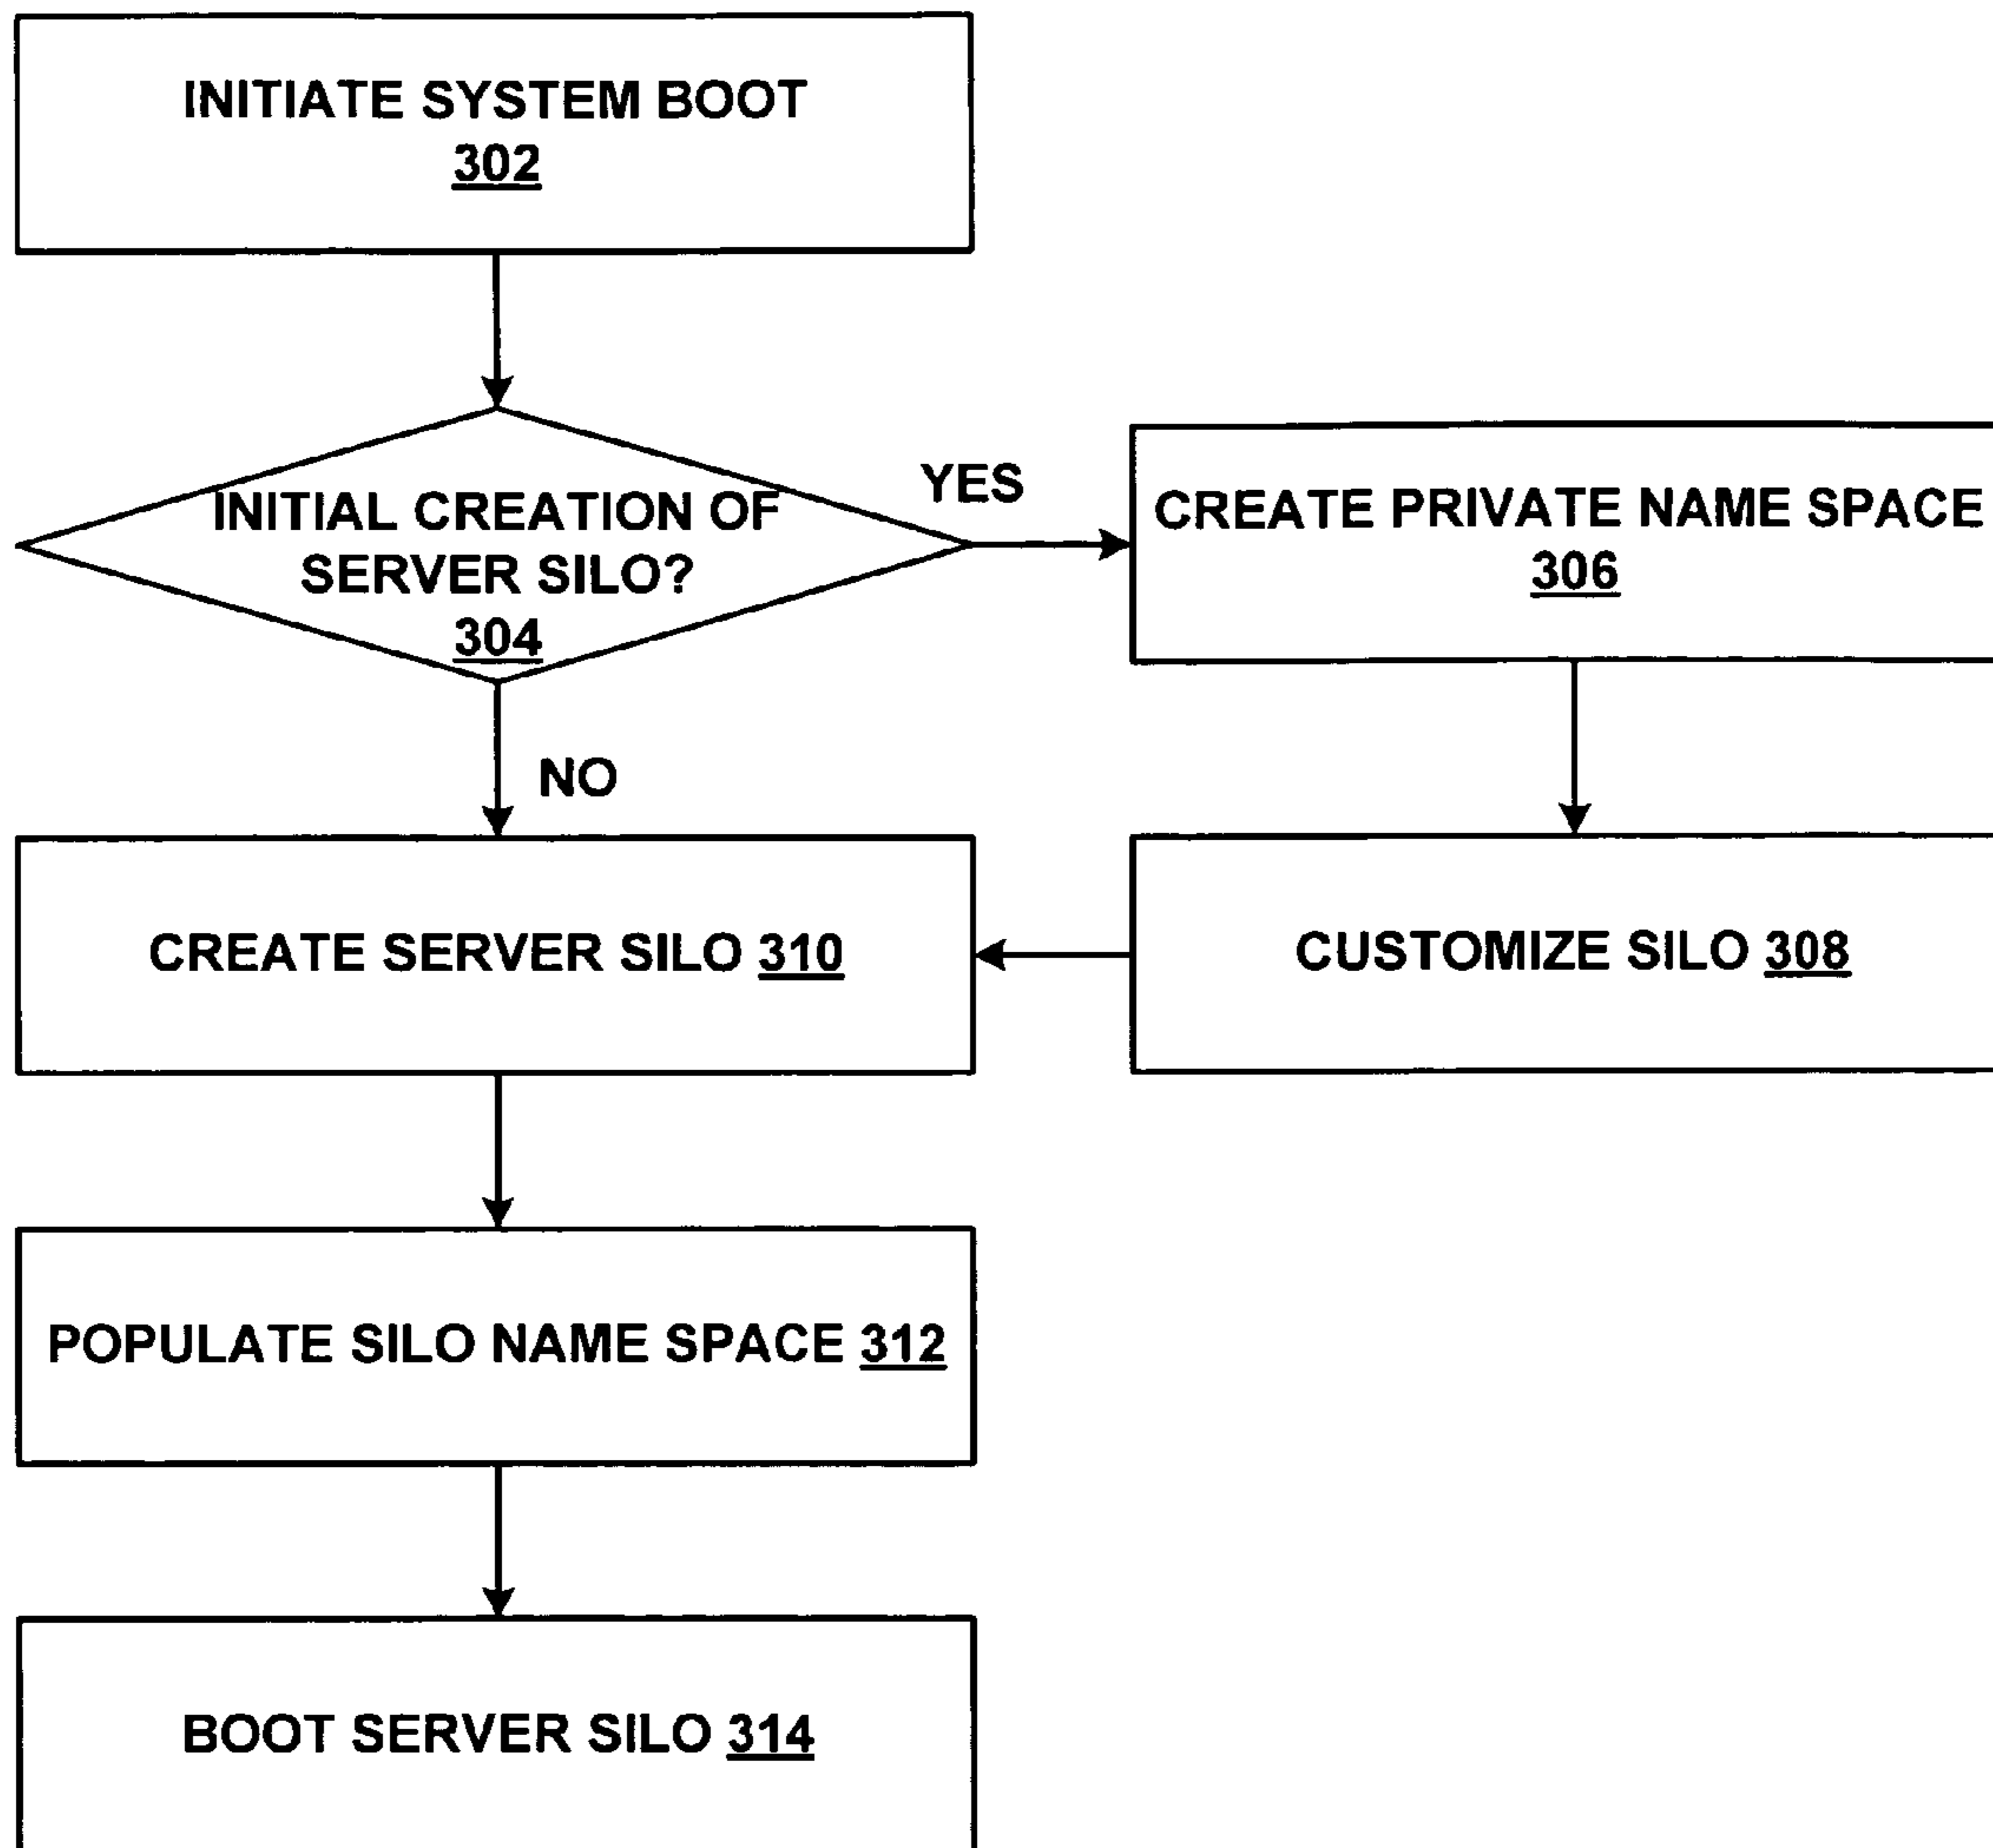 INITIATE SYSTEM BOOT
302
INITIAL CREATION OF
SERVER SILO?
304
YES
CREATE PRIVATE NAME SPACE
306
NO
CREATE SERVER SILO 310
CUSTOMIZE SILO 308
POPULATE SILO NAME SPACE 312
BOOT SERVER SILO 314